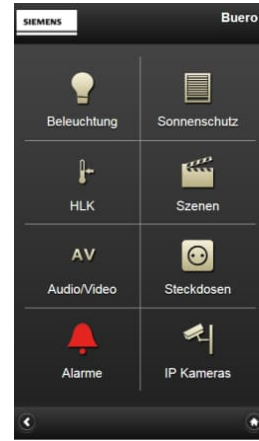 SIEMENS Buero
Beleuchtung Sonnenschutz
HLK Szenen
AV
Audio/Video Steckdosen
Alarme IP Kameras